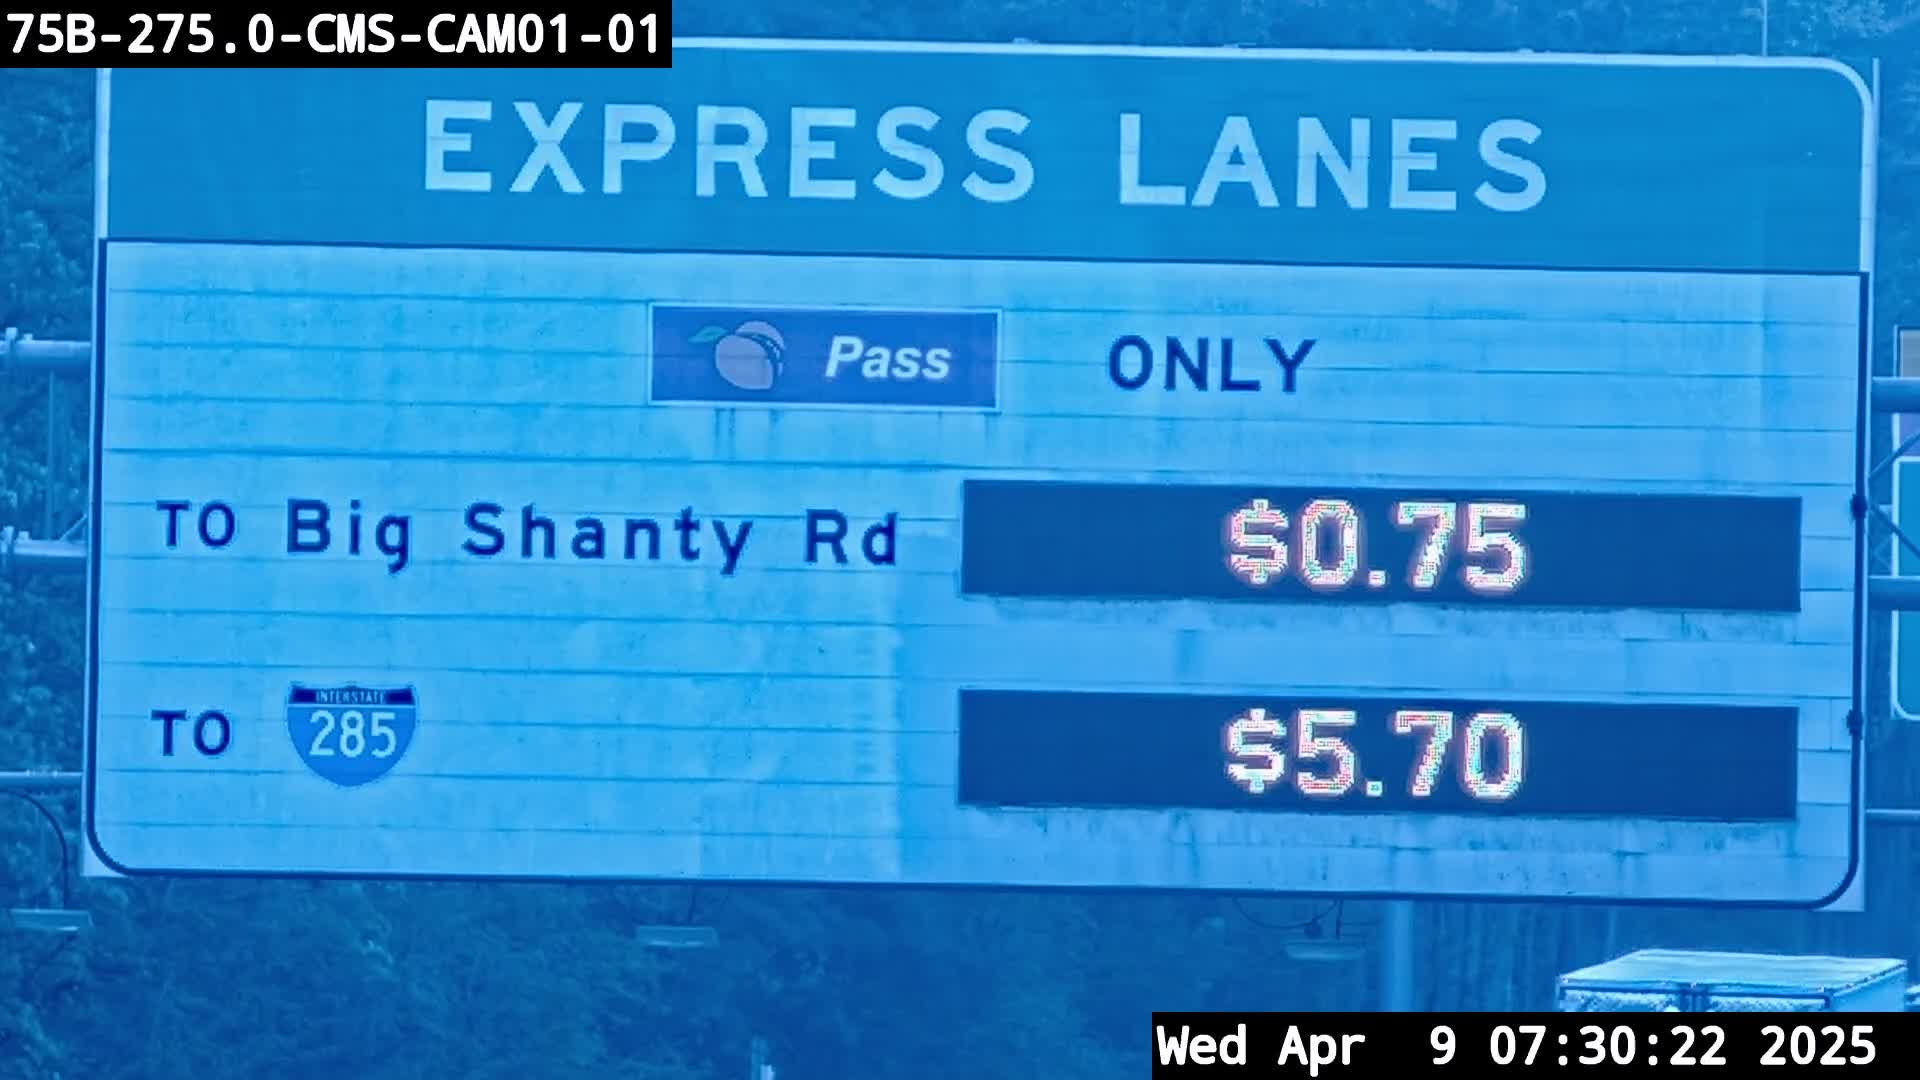 75B-275.0-CMS-CAM01-01
EXPRESS LANES
Pass ONLY
TO Big Shanty Rd $0.75
INTERSTATE
TO 285 $5.70
Wed Apr 9 07:30:22 2025